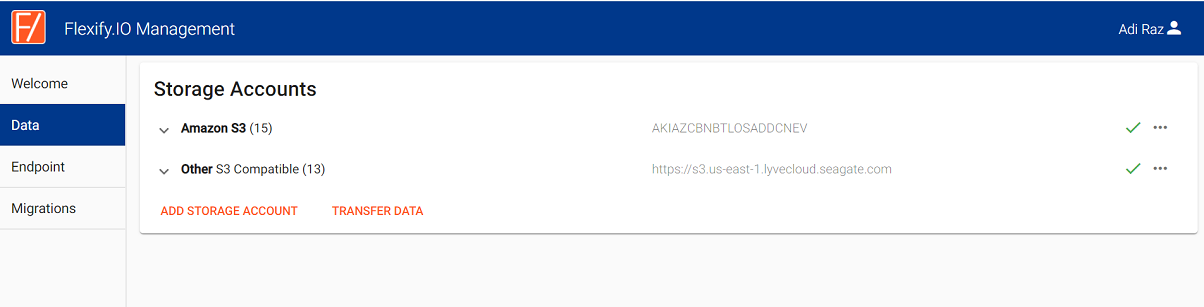 F/ Flexify.IO Management Adi Raz
Welcome
Storage Accounts
Data
Amazon S3 (15) AKIAZCBNBTLOSADDCNEV
Endpoint
Other S3 Compatible (13) https://s3.us-east-1.lyvecloud.seagate.com
Migrations
ADD STORAGE ACCOUNT TRANSFER DATA